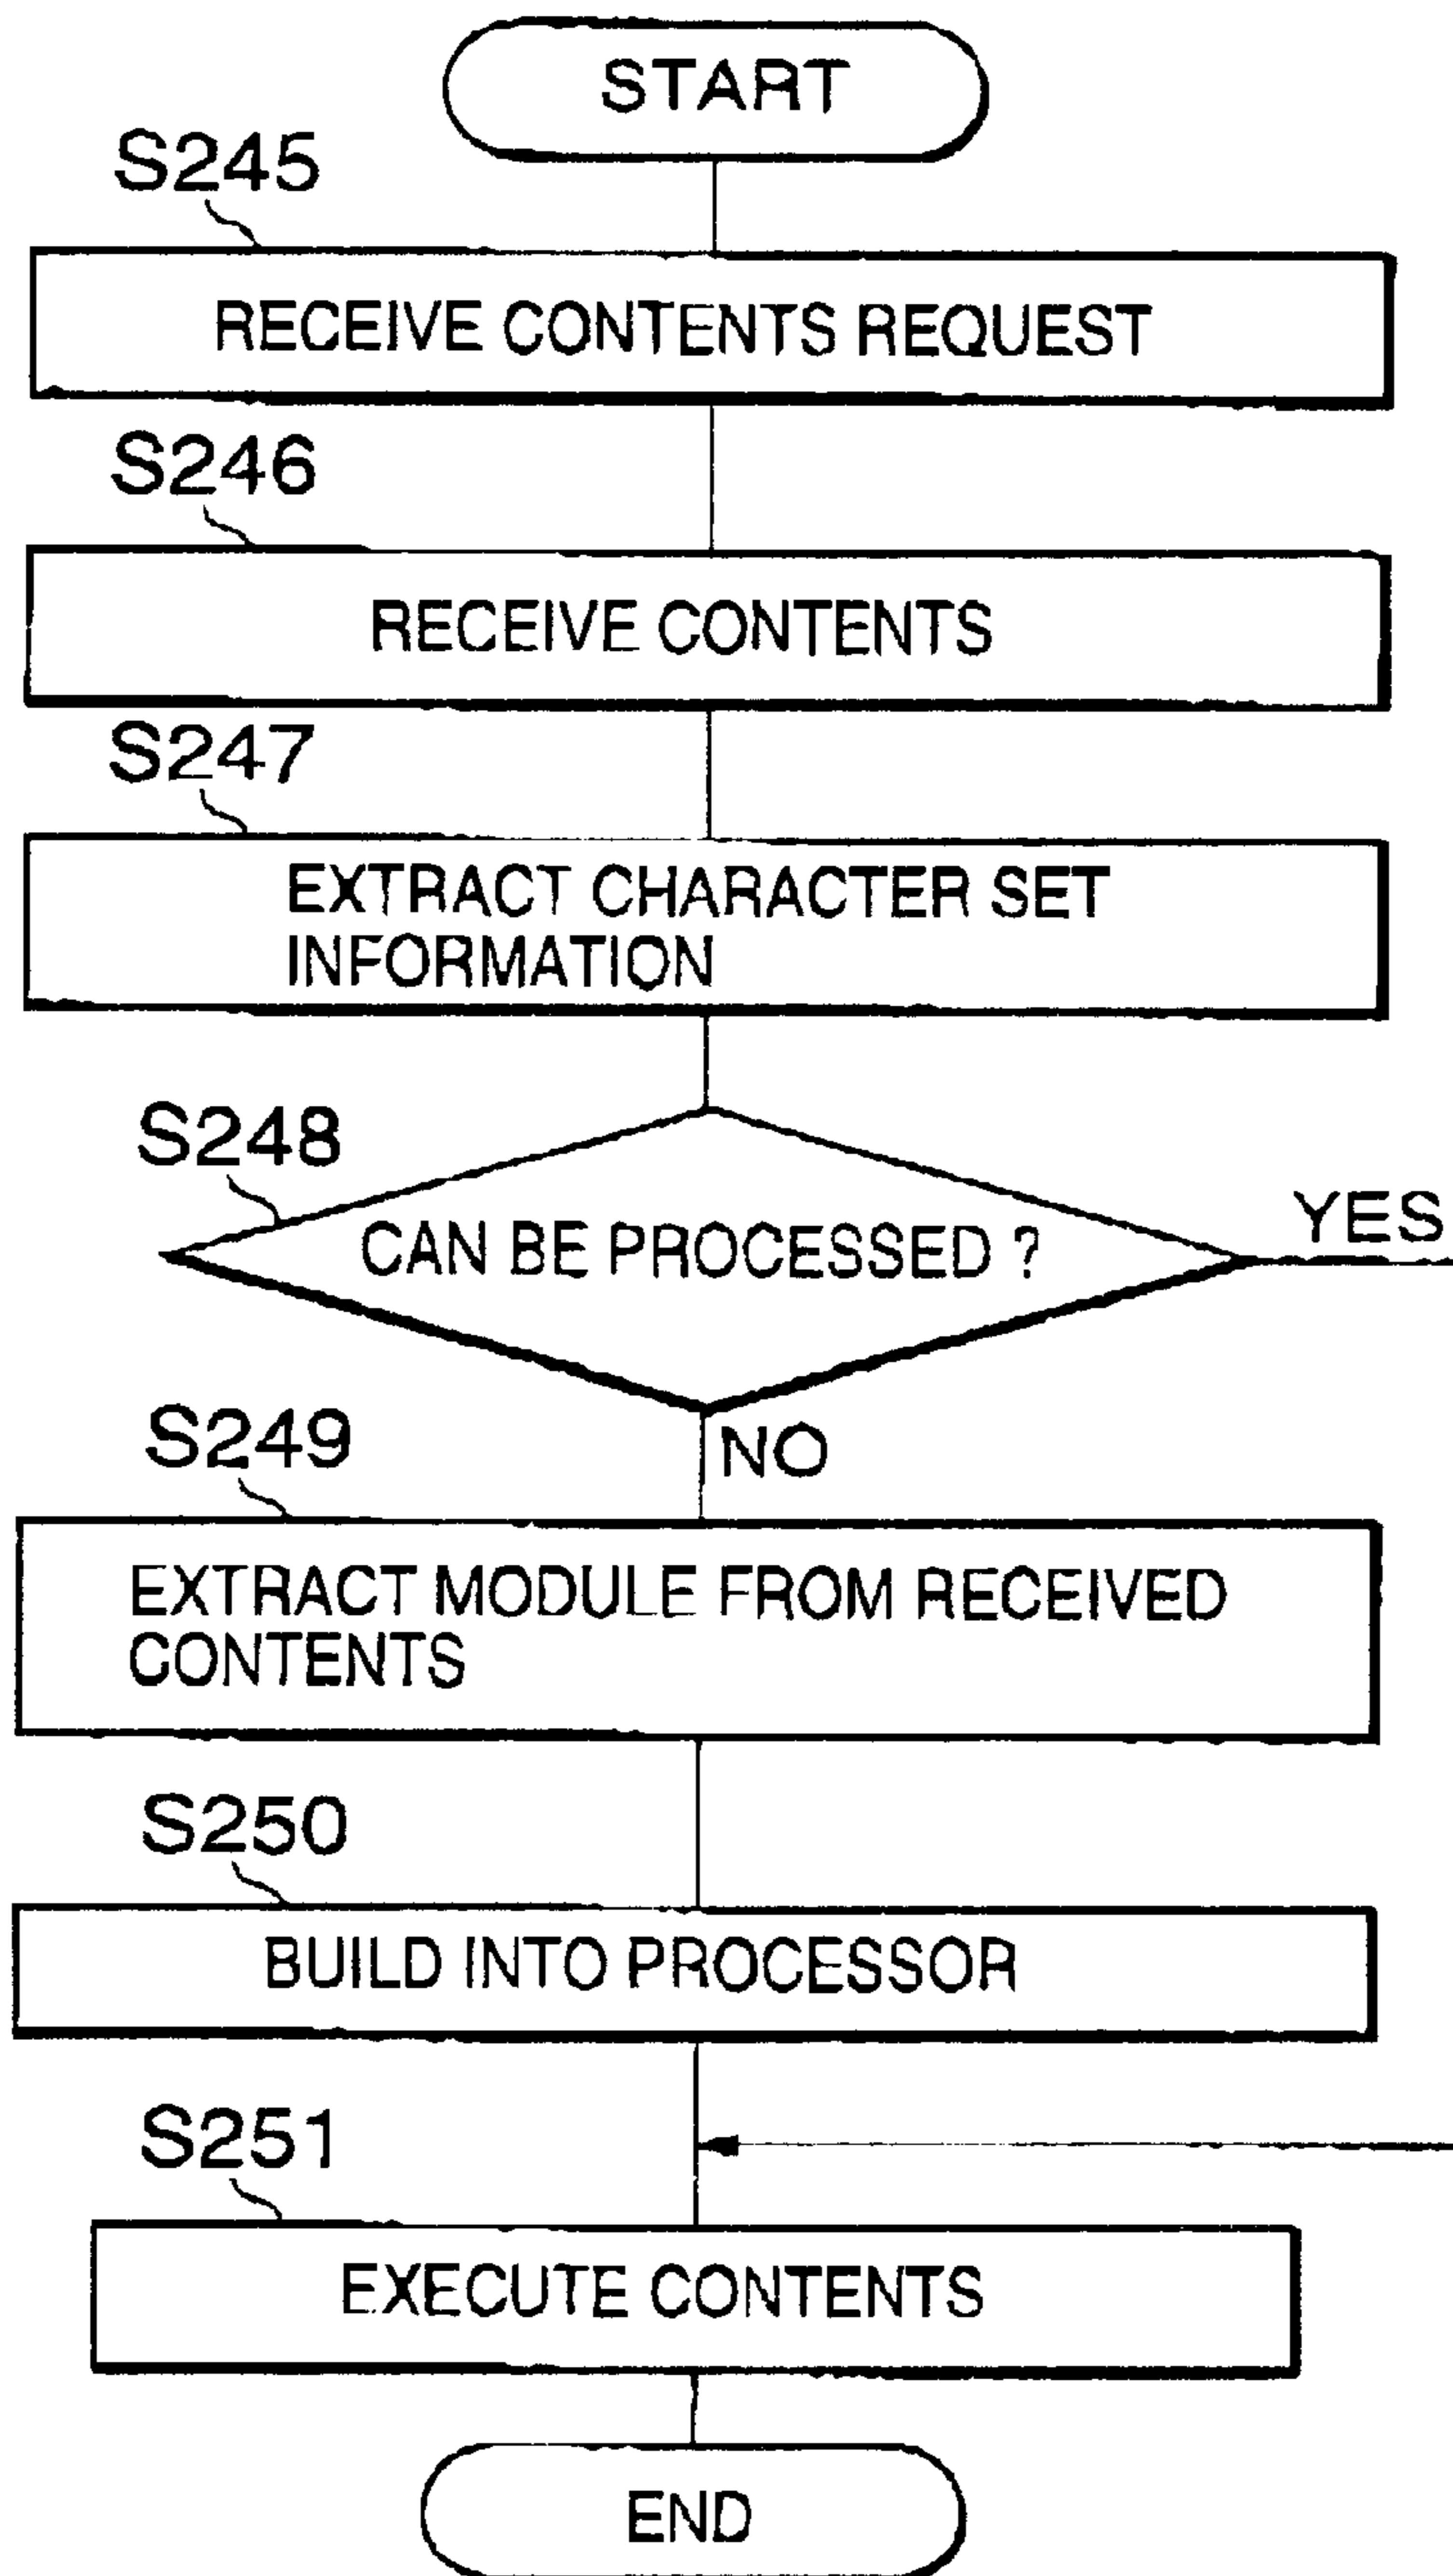 START
S245
RECEIVE CONTENTS REQUEST
S246
RECEIVE CONTENTS
S247
EXTRACT CHARACTER SET
INFORMATION
S248
CAN BE PROCESSED ?
YES
NO
S249
EXTRACT MODULE FROM RECEIVED
CONTENTS
S250
BUILD INTO PROCESSOR
S251
EXECUTE CONTENTS
END